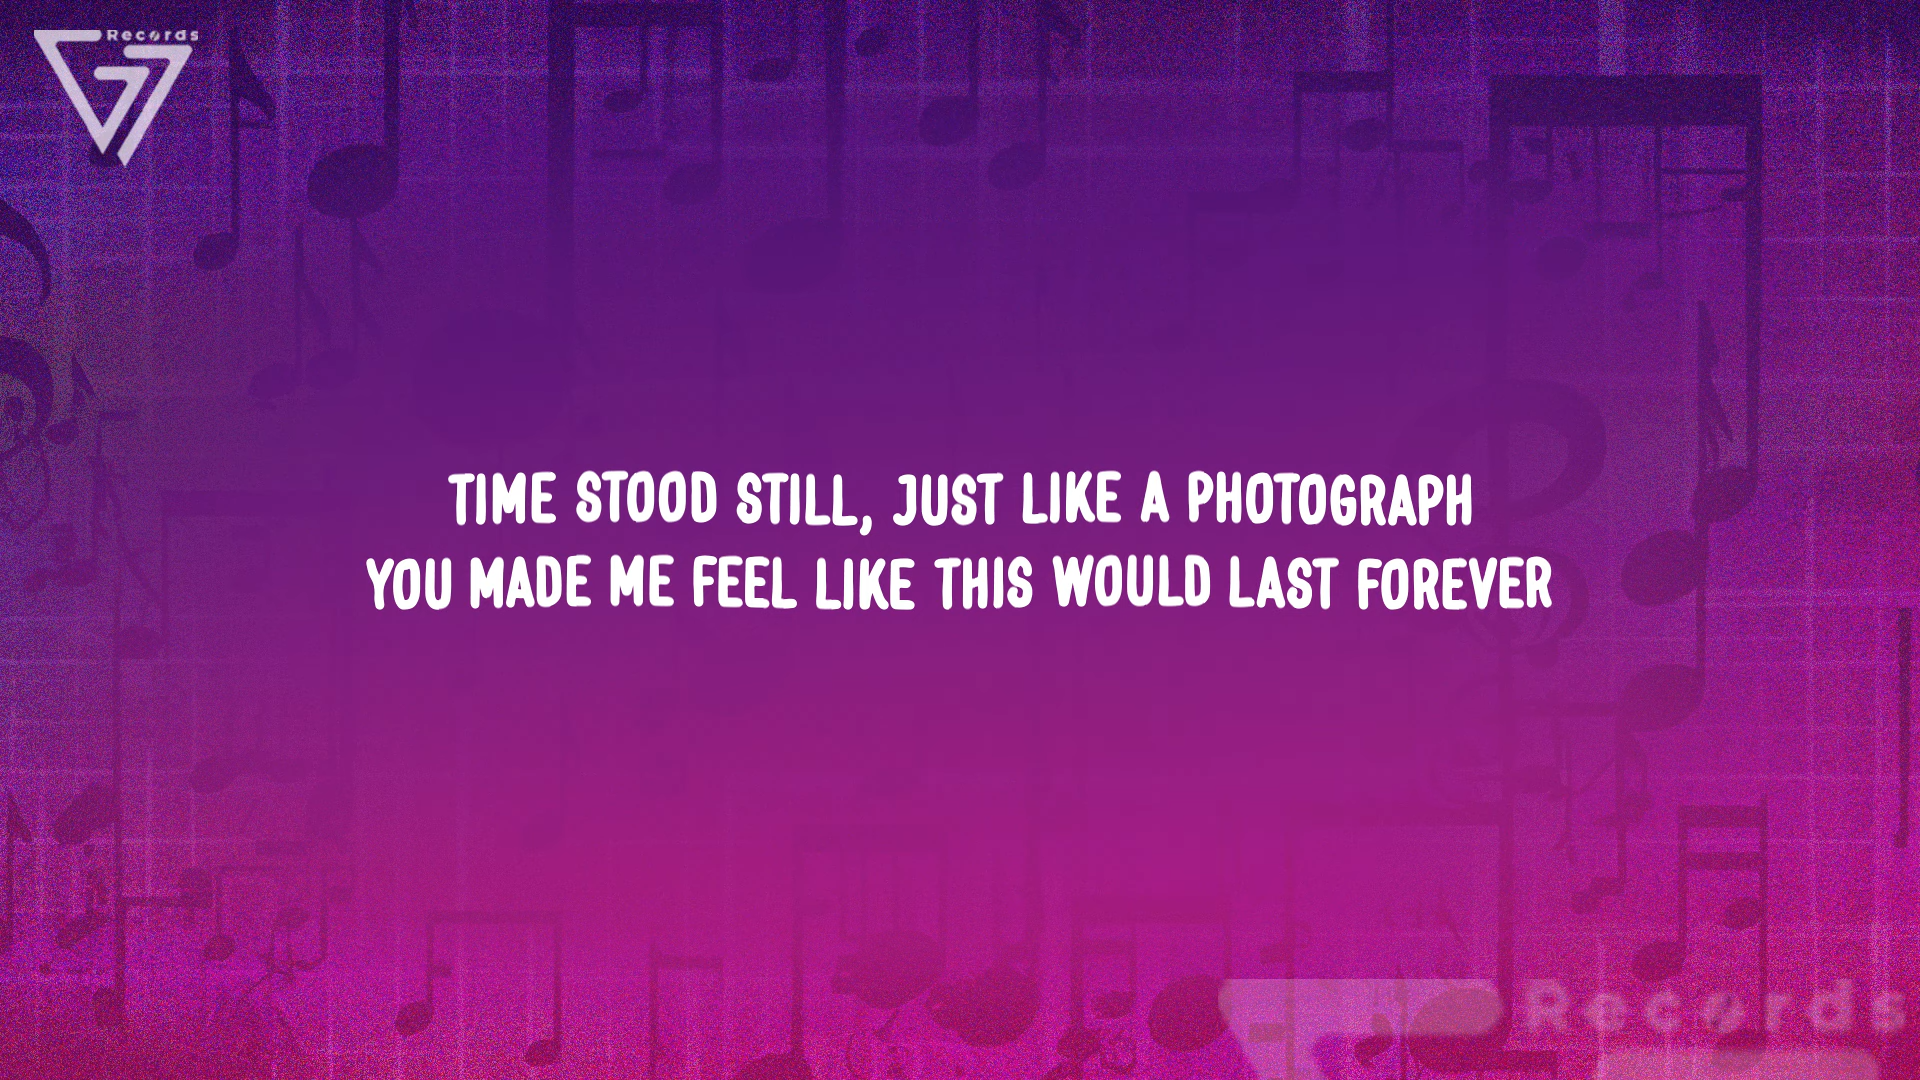 Records
TIME STOOD STILL, JUST LIKE A PHOTOGRAPH
YOU MADE ME FEEL LIKE THIS WOULD LAST FOREVER
Records